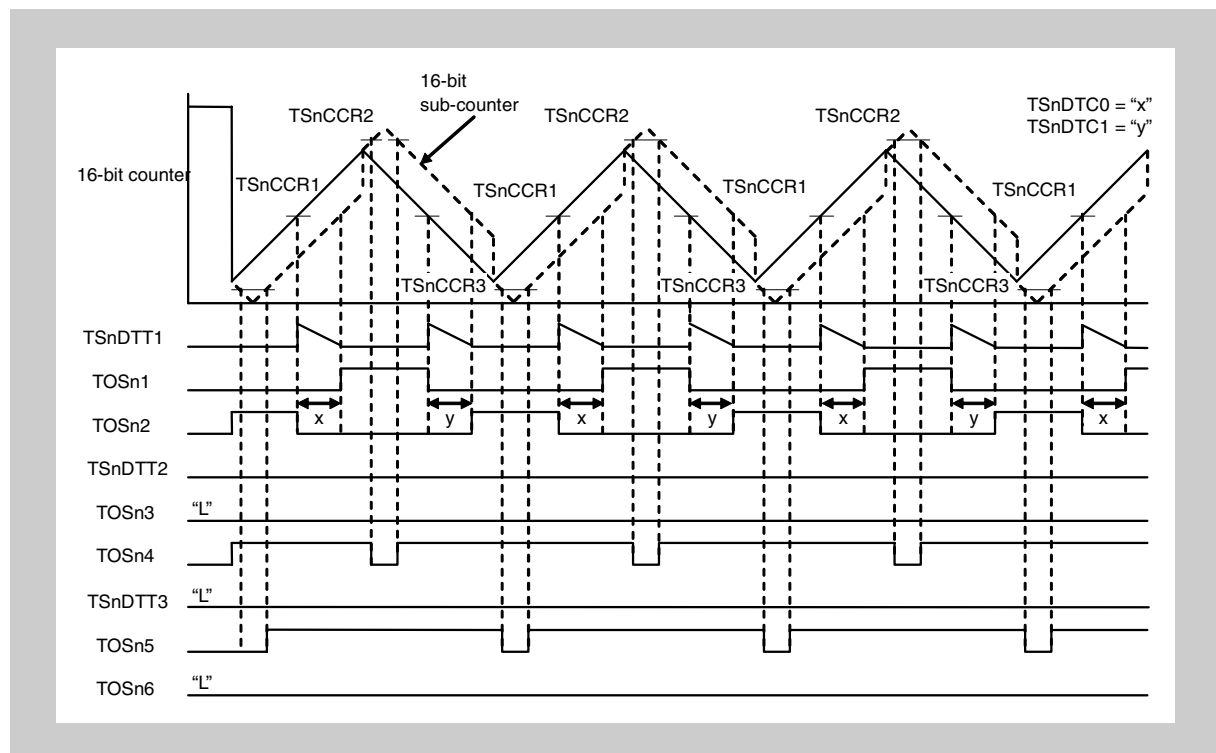 16-bit
sub-counter
TSnCCR2
TSnCCR2
TSnCCR2
TSnDTC0 = “x”
TSnDTC1 = “y”
16-bit counter
TSnCCR1
TSnCCR1
TSnCCR1
TSnCCR1
TSnCCR3
TSnCCR3
TSnCCR3
TSnDTT1
TOSn1
x
y
x
y
x
y
x
TOSn2
TSnDTT2
TOSn3
“L”
TOSn4
TSnDTT3
“L”
TOSn5
TOSn6
“L”